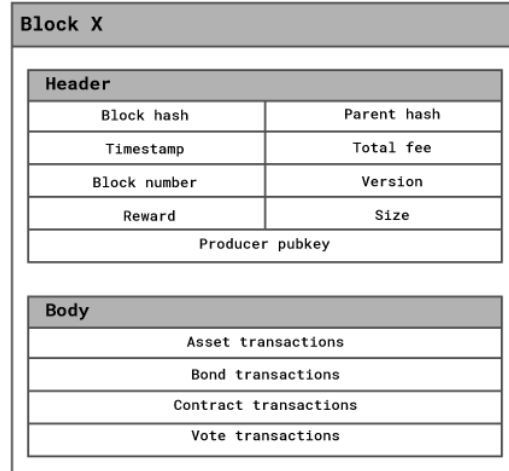 Block X
Header
Block hash Parent hash
Timestamp Total fee
Block number Version
Reward Size
Producer pubkey
Body
Asset transactions
Bond transactions
Contract transactions
Vote transactions